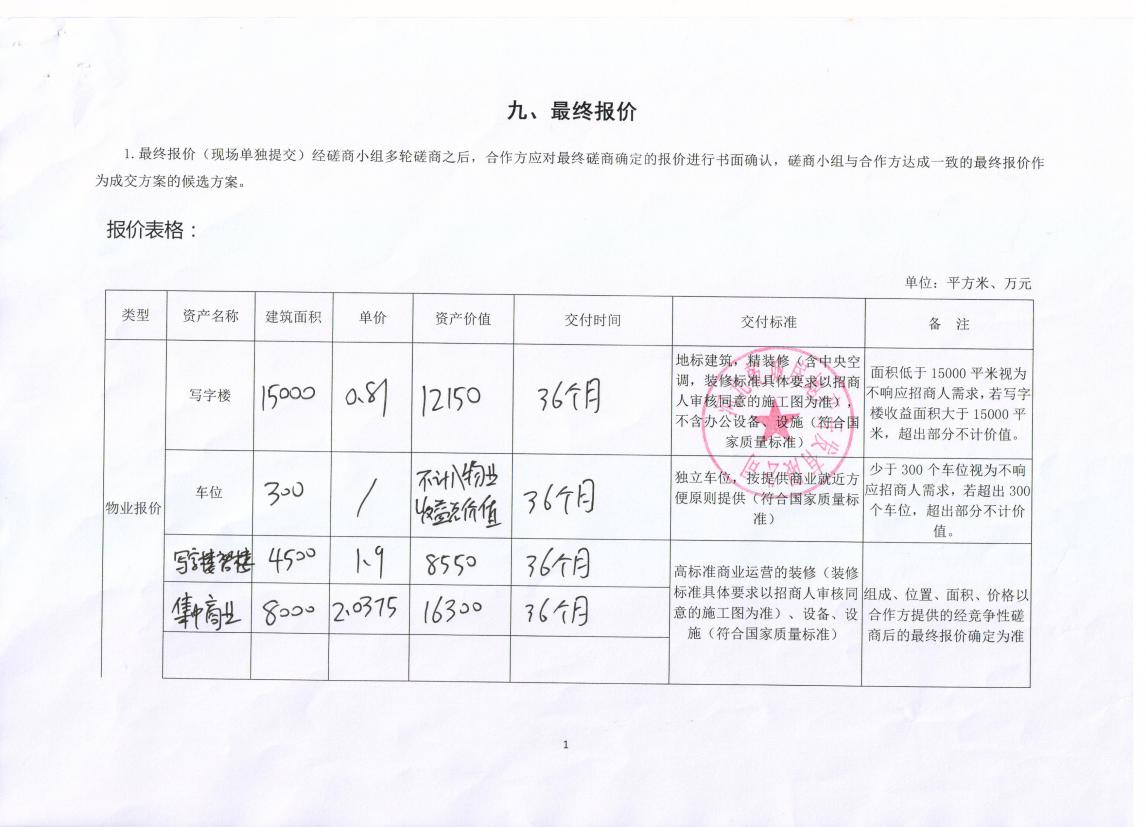 九、最终报价
1.最终报价（现场单独提交）经磋商小组多轮磋商之后，合作方应对最终磋商确定的报价进行书面确认，磋商小组与合作方达成一致的最终报价作
为成交方案的候选方案。
报价表格：
单位：平方米、万元
类型 资产名称 建筑面积 单价 资产价值 交付时间 交付标准 备 注
物业报价
写字楼 15000 0.81 12150 36个月
地标建筑，精装修（含中央空
调，装修标准具体要求以招商
人审核同意的施工图为准），
不含办公设备、设施（符合国
家质量标准）
面积低于 15000 平米视为
不响应招商人需求，若写字
楼收益面积大于 15000 平
米，超出部分不计价值。
车位 300 / 不计入物业
收益总价值
36个月
独立车位，按提供商业就近方
便原则提供（符合国家质量标
准）
少于 300 个车位视为不响
应招商人需求，若超出 300
个车位，超出部分不计价
值。
写字楼裙楼 4500 1.9 8550 36个月
集中商业 8000 2.0375 16300 36个月
高标准商业运营的装修（装修
标准具体要求以招商人审核同
意的施工图为准）、设备、设
施（符合国家质量标准）
组成、位置、面积、价格以
合作方提供的经竞争性磋
商后的最终报价确定为准
1